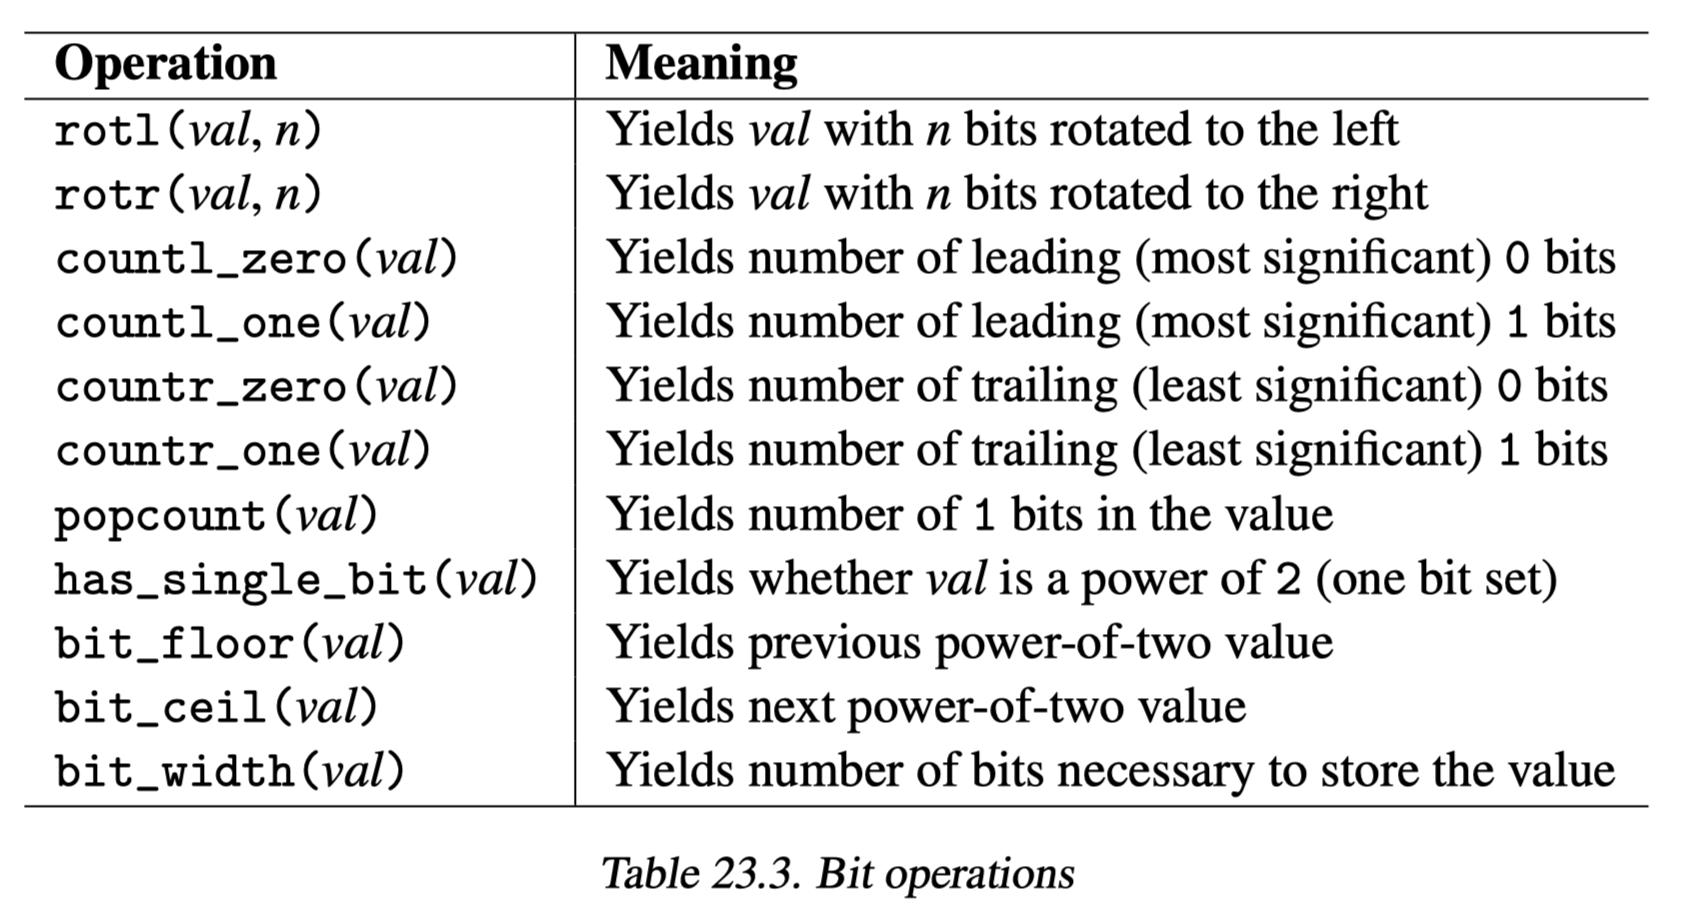 Operation Meaning
rotl(val, n) Yields val with n bits rotated to the left
rotr(val, n) Yields val with n bits rotated to the right
countl_zero(val) Yields number of leading (most significant) 0 bits
countl_one(val) Yields number of leading (most significant) 1 bits
countr_zero(val) Yields number of trailing (least significant) 0 bits
countr_one(val) Yields number of trailing (least significant) 1 bits
popcount(val) Yields number of 1 bits in the value
has_single_bit(val) Yields whether val is a power of 2 (one bit set)
bit_floor(val) Yields previous power-of-two value
bit_ceil(val) Yields next power-of-two value
bit_width(val) Yields number of bits necessary to store the value
Table 23.3. Bit operations